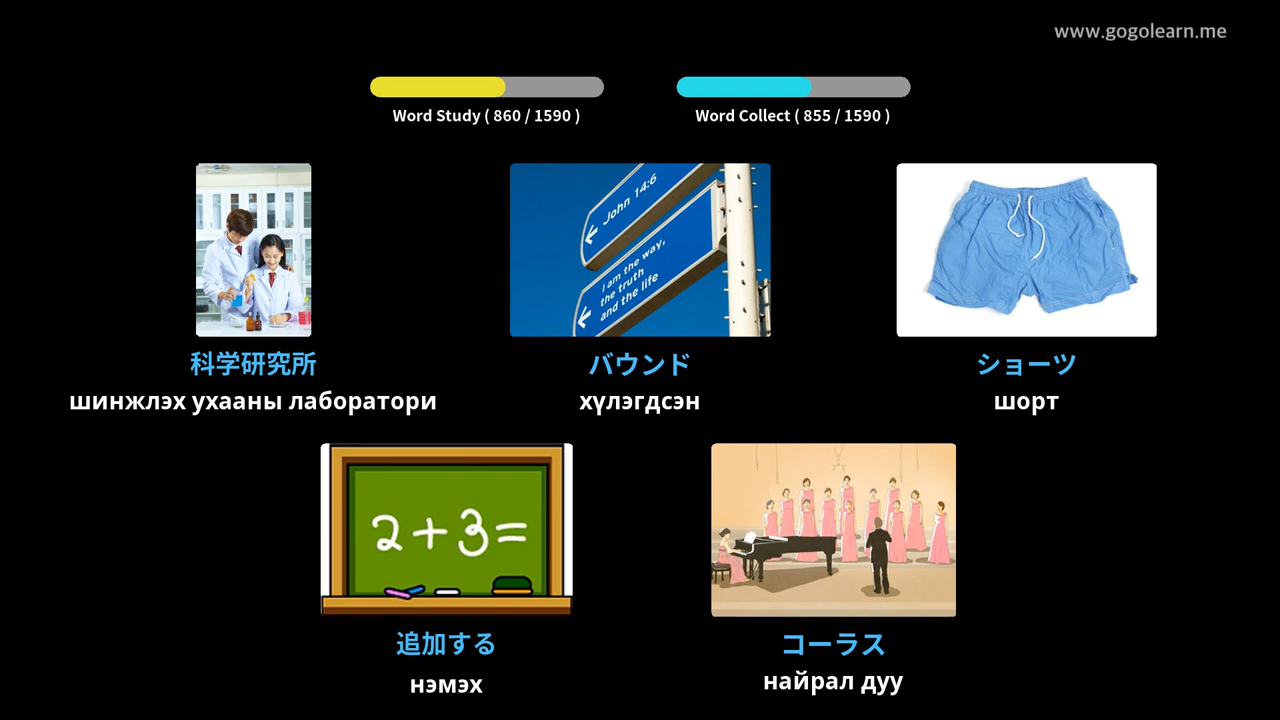 www.gogolearn.me
Word Study ( 860 / 1590 )
Word Collect ( 855 / 1590 )
John 14:6
I am the way,
the truth
and the life
科学研究所
バウンド
ショーツ
шинжлэх ухааны лаборатори
хүлэгдсэн
шорт
2+3=
追加する
コーラス
нэмэх
найрал дуу